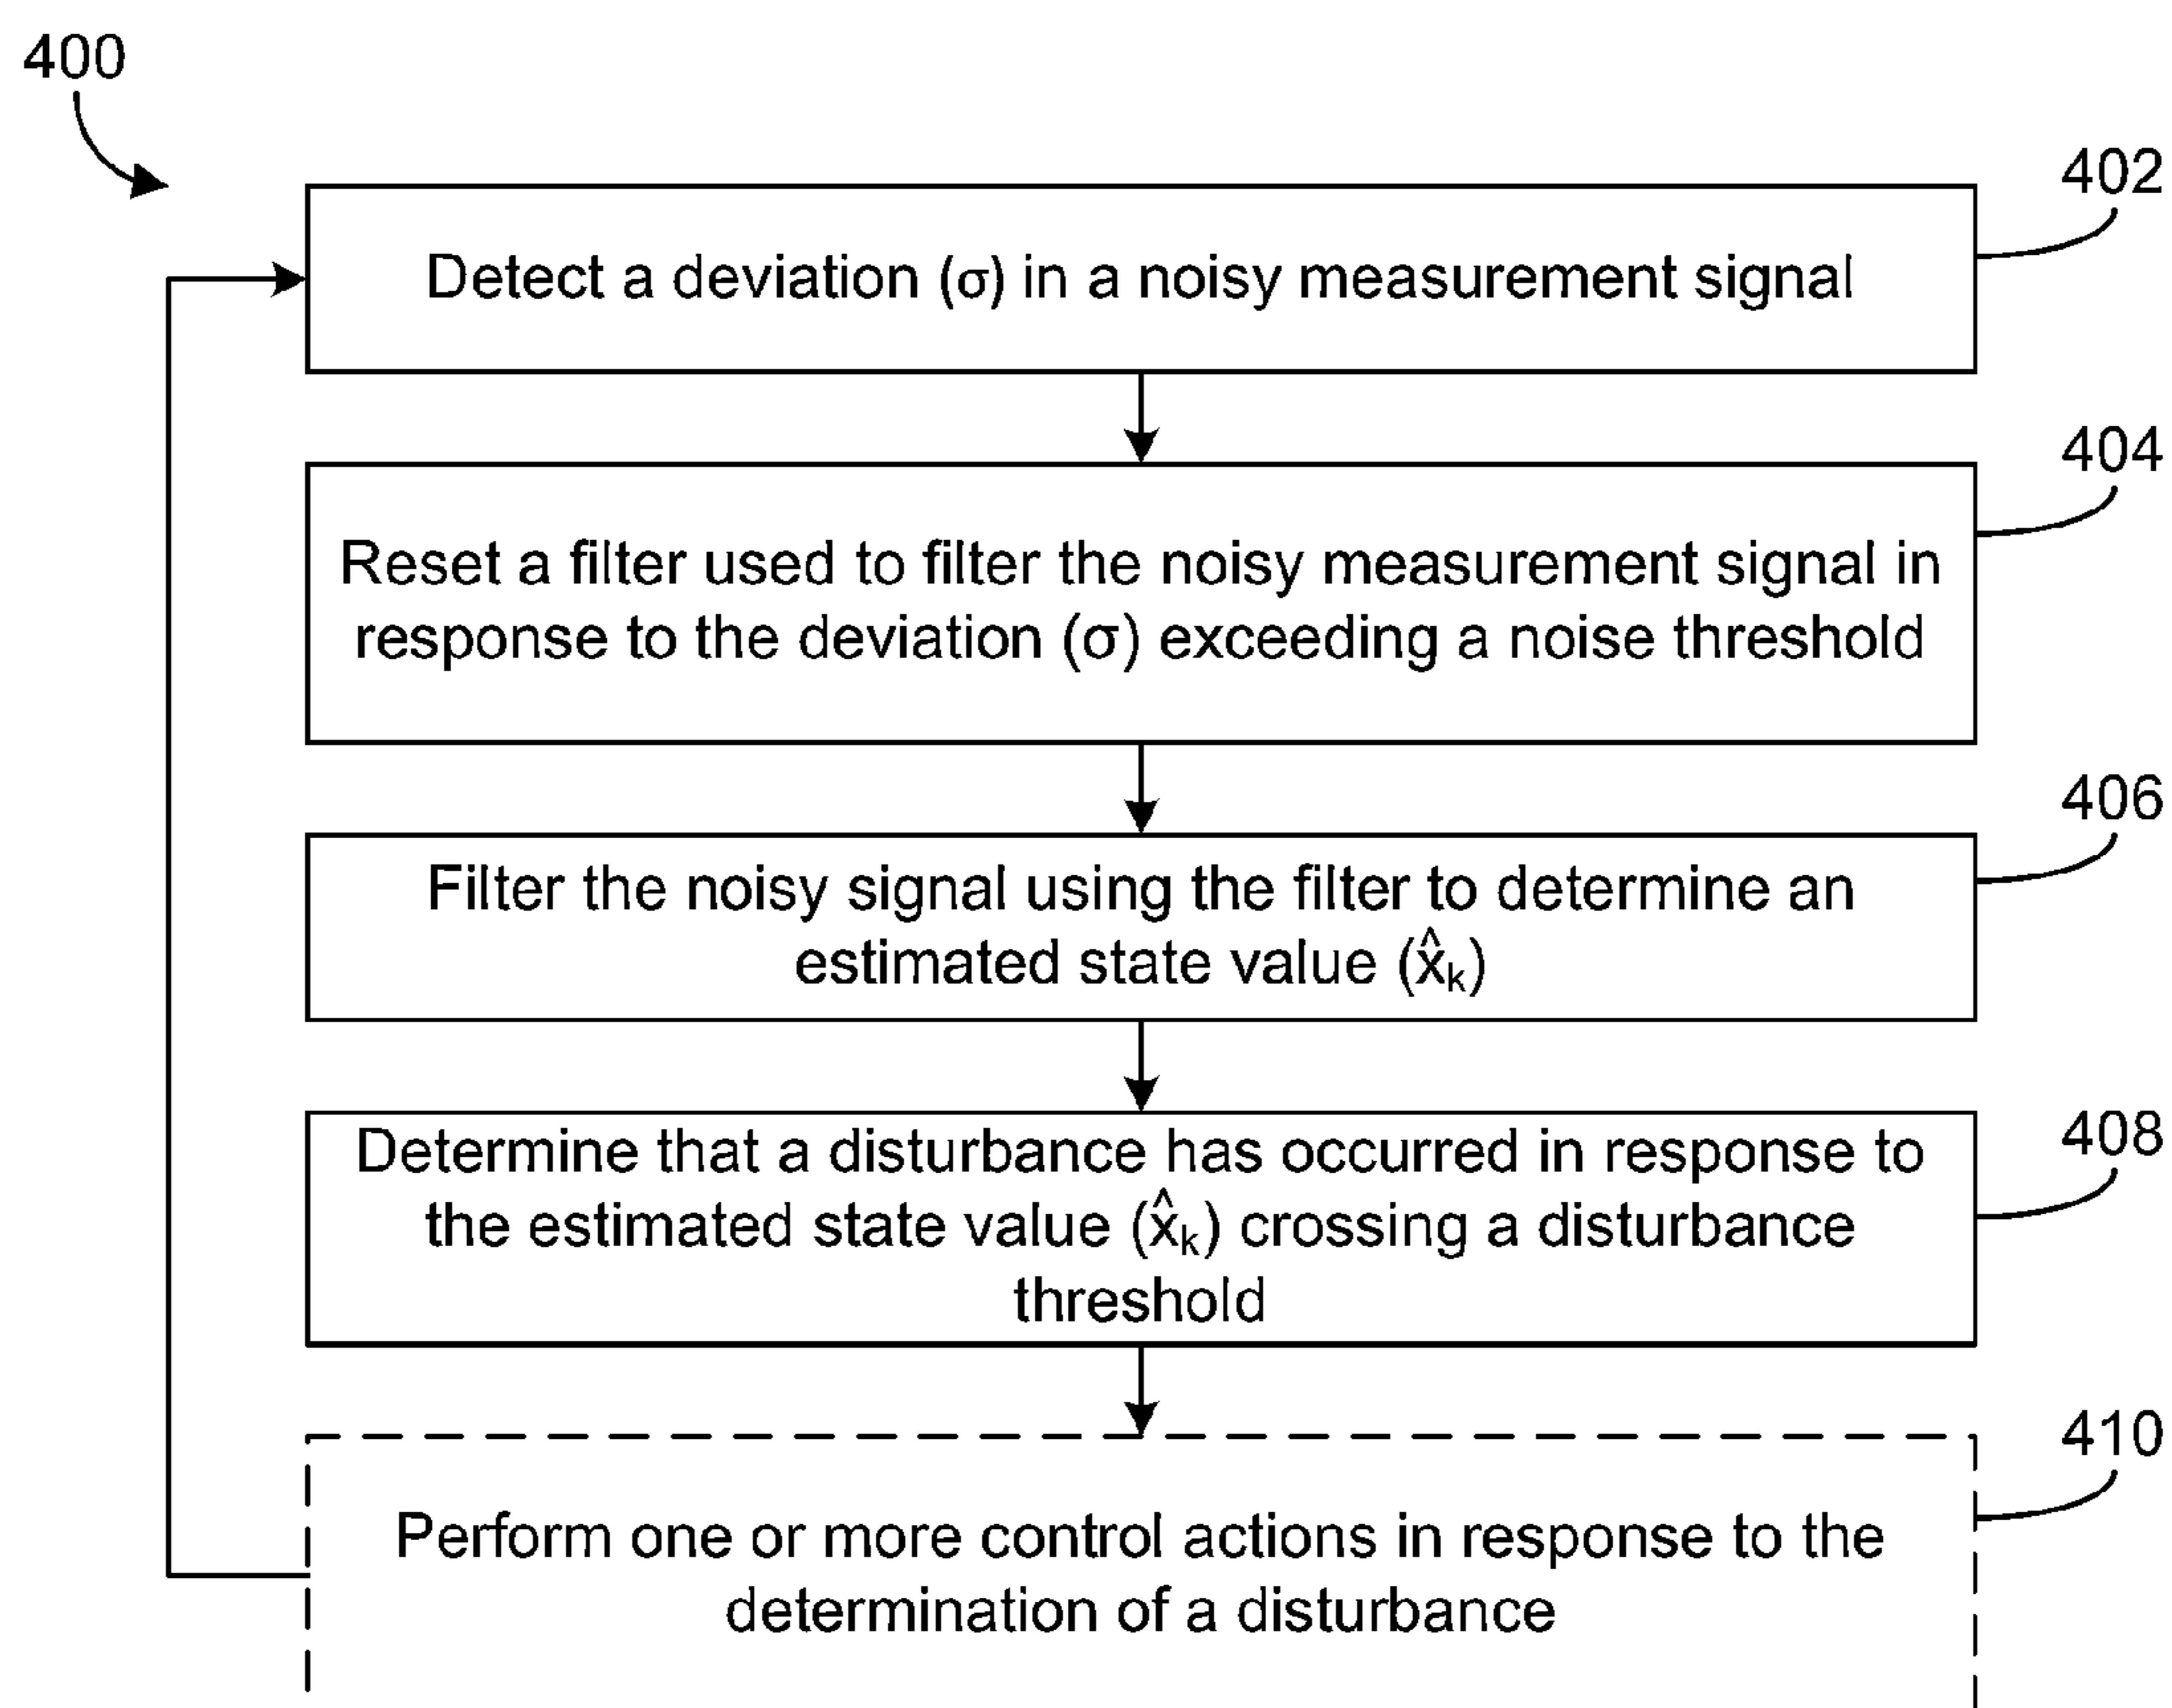 400
402
Detect a deviation (σ) in a noisy measurement signal
404
Reset a filter used to filter the noisy measurement signal in
response to the deviation (σ) exceeding a noise threshold
406
Filter the noisy signal using the filter to determine an
estimated state value (x̂ₖ)
408
Determine that a disturbance has occurred in response to
the estimated state value (x̂ₖ) crossing a disturbance
threshold
410
Perform one or more control actions in response to the
determination of a disturbance